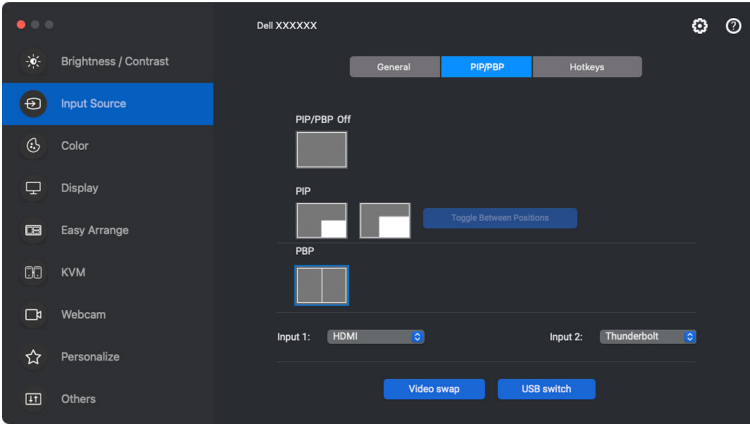 Dell XXXXXX
Brightness / Contrast
Input Source
Color
Display
Easy Arrange
KVM
Webcam
Personalize
Others
General
PIP/PBP
Hotkeys
PIP/PBP Off
PIP
Toggle Between Positions
PBP
Input 1:
HDMI
Input 2:
Thunderbolt
Video swap
USB switch